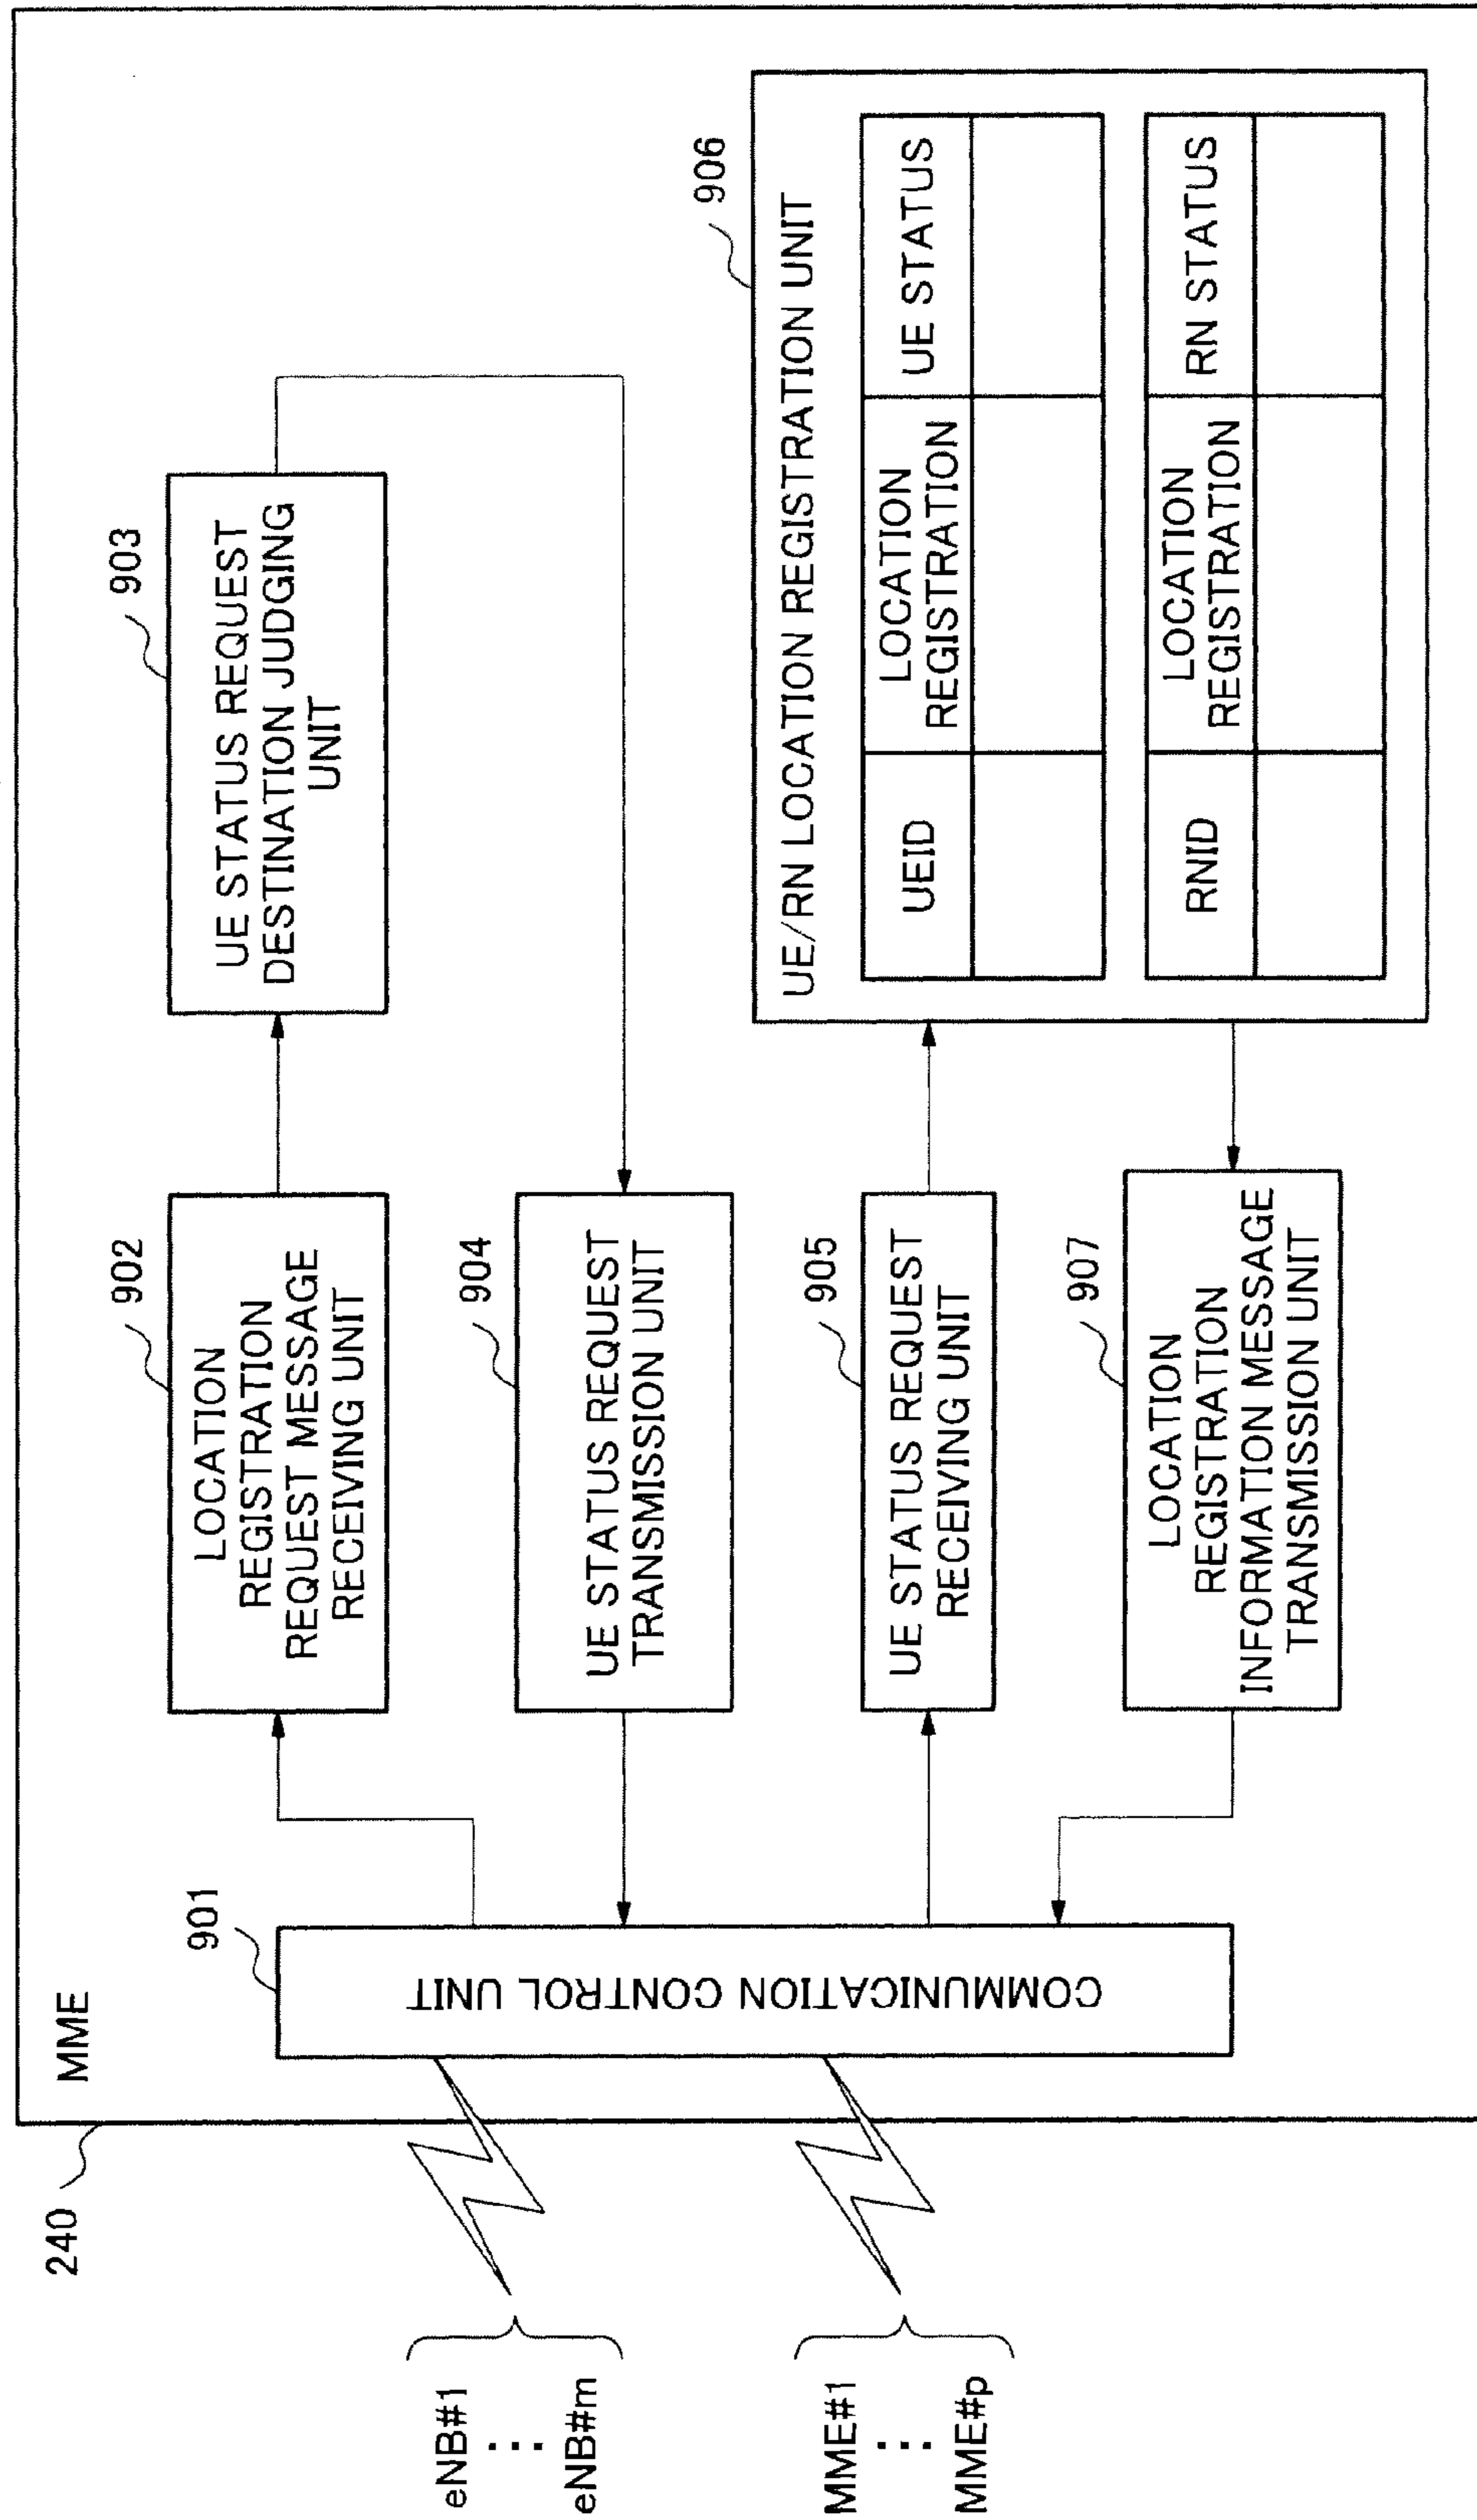 240
MME
eNB#1
⋮
eNB#m
MME#1
⋮
MME#p
901
COMMUNICATION CONTROL UNIT
902
LOCATION
REGISTRATION
REQUEST MESSAGE
RECEIVING UNIT
903
UE STATUS REQUEST
DESTINATION JUDGING
UNIT
904
UE STATUS REQUEST
TRANSMISSION UNIT
905
UE STATUS REQUEST
RECEIVING UNIT
906
UE/RN LOCATION REGISTRATION UNIT
UEID
LOCATION
REGISTRATION
UE STATUS
RNID
LOCATION
REGISTRATION
RN STATUS
907
LOCATION
REGISTRATION
INFORMATION MESSAGE
TRANSMISSION UNIT